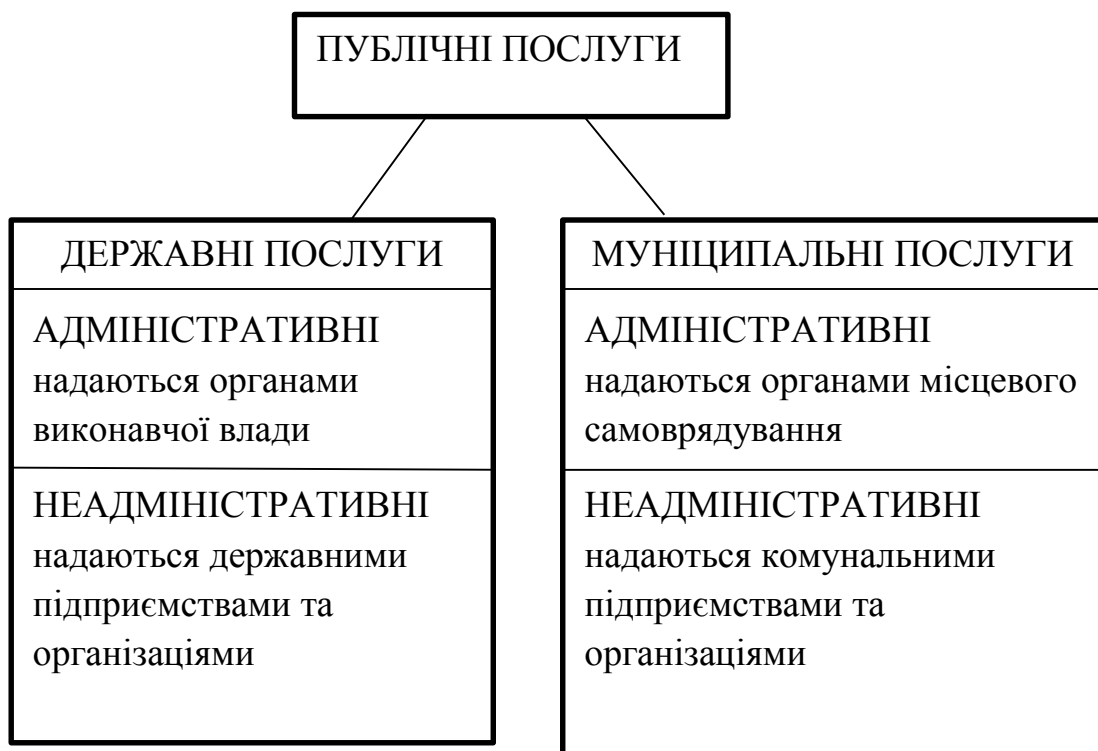 ПУБЛІЧНІ ПОСЛУГИ
ДЕРЖАВНІ ПОСЛУГИ
АДМІНІСТРАТИВНІ
надаються органами
виконавчої влади
НЕАДМІНІСТРАТИВНІ
надаються державними
підприємствами та
організаціями
МУНІЦИПАЛЬНІ ПОСЛУГИ
АДМІНІСТРАТИВНІ
надаються органами місцевого
самоврядування
НЕАДМІНІСТРАТИВНІ
надаються комунальними
підприємствами та
організаціями